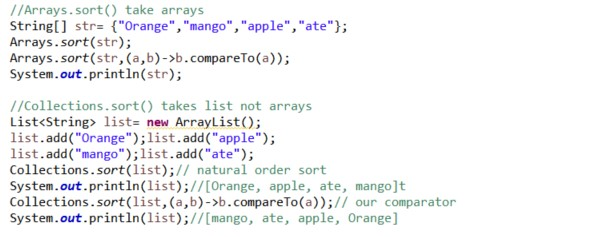 //Arrays.sort() take arrays
String[] str= {"Orange","mango","apple","ate"};
Arrays.sort(str);
Arrays.sort(str,(a,b)->b.compareTo(a));
System.out.println(str);
//Collections.sort() takes list not arrays
List<String> list= new ArrayList();
list.add("Orange");list.add("apple");
list.add("mango");list.add("ate");
Collections.sort(list);// natural order sort
System.out.println(list);//[Orange, apple, ate, mango]t
Collections.sort(list,(a,b)->b.compareTo(a));// our comparator
System.out.println(list);//[mango, ate, apple, Orange]